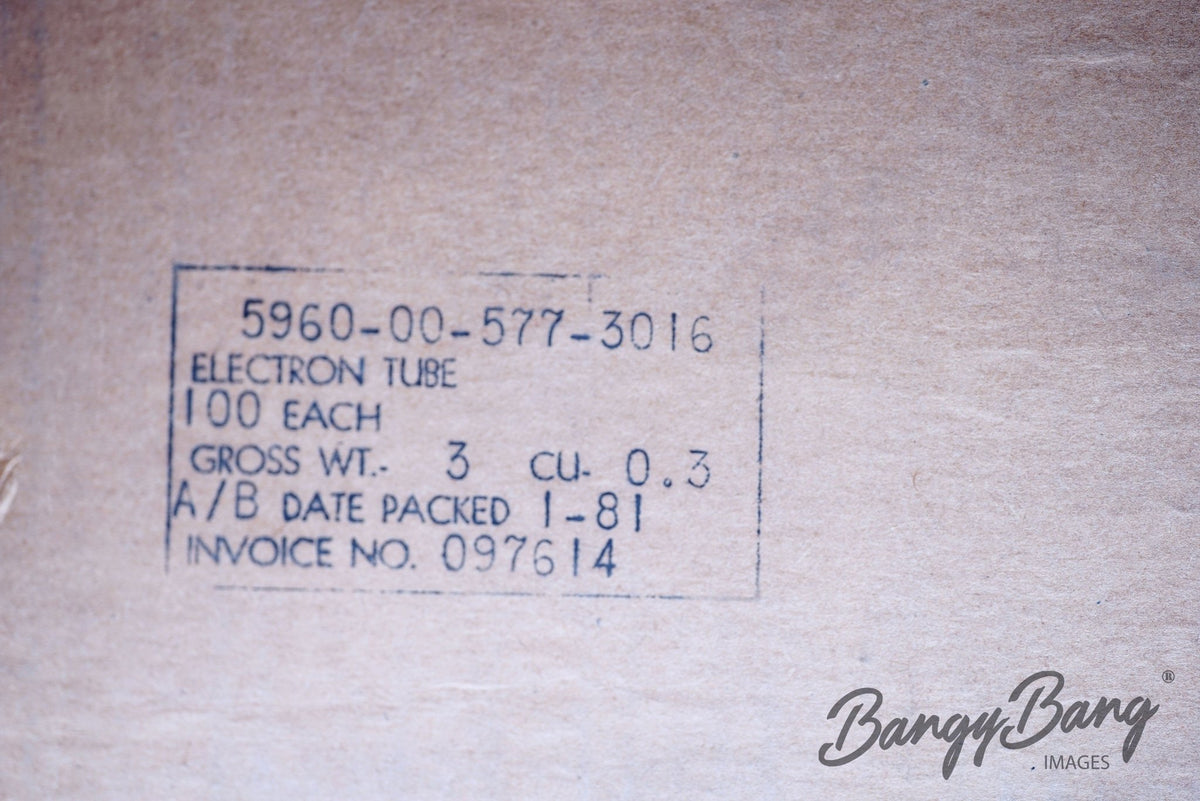 5960-00-577-3016
ELECTRON TUBE
100 EACH
GROSS WT.- 3 CU- 0.3
A/B DATE PACKED 1-81
INVOICE NO. 097614
BangyBang®
IMAGES